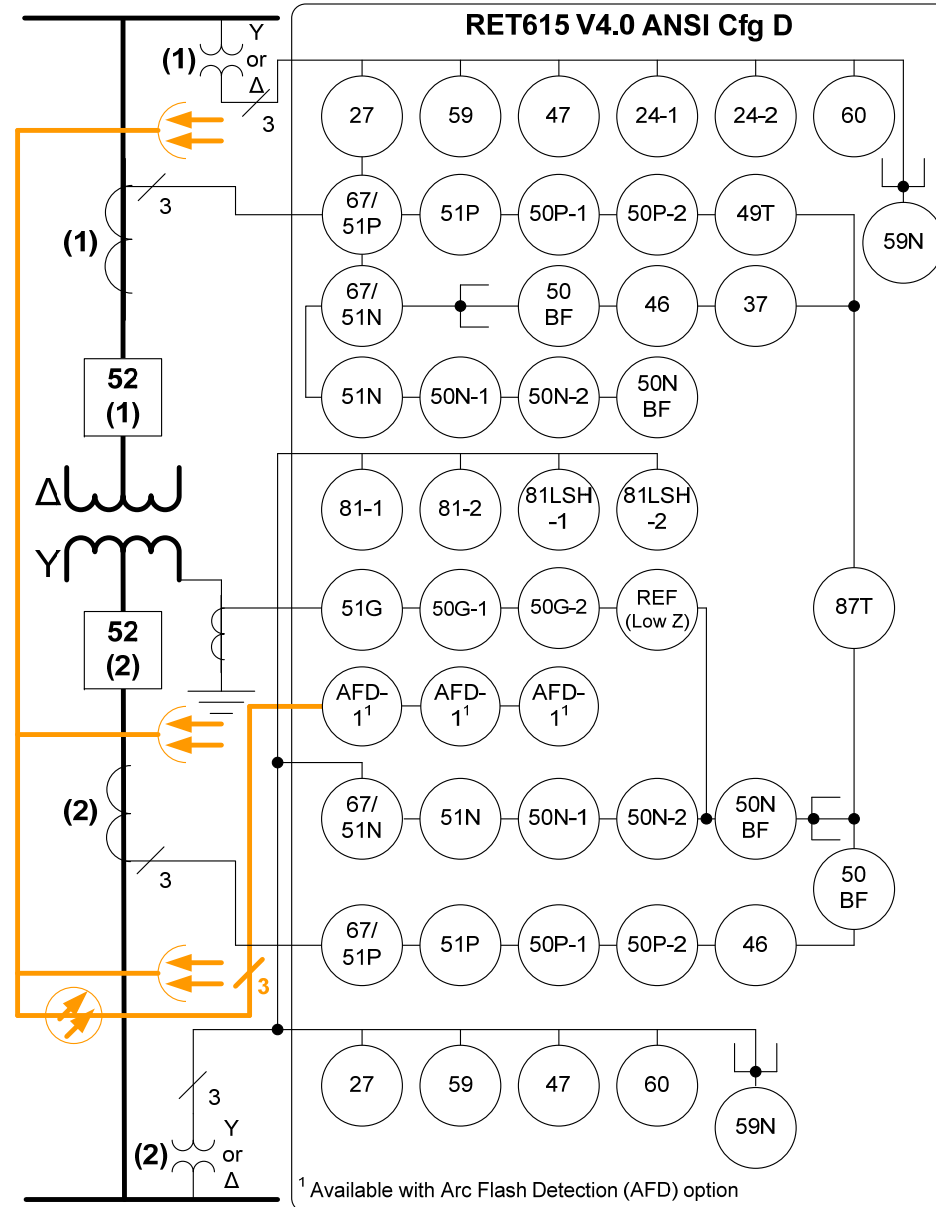 RET615 V4.0 ANSI Cfg D
(1)
Y
or
Δ
3
27
59
47
24-1
24-2
60
3
(1)
67/
51P
51P
50P-1
50P-2
49T
59N
67/
51N
50
BF
46
37
52
(1)
51N
50N-1
50N-2
50N
BF
Δ
81-1
81-2
81LSH
-1
81LSH
-2
Y
52
(2)
51G
50G-1
50G-2
REF
(Low Z)
87T
AFD-
1¹
AFD-
1¹
AFD-
1¹
(2)
3
67/
51N
51N
50N-1
50N-2
50N
BF
50
BF
67/
51P
51P
50P-1
50P-2
46
3
27
59
47
60
59N
3
(2)
Y
or
Δ
¹ Available with Arc Flash Detection (AFD) option